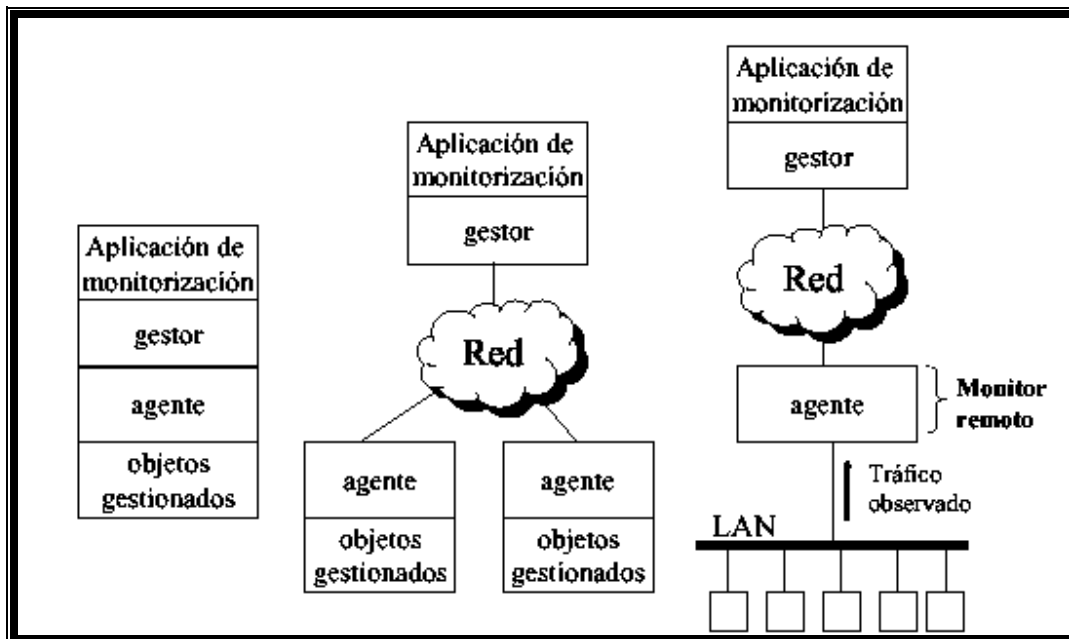 Aplicación de
monitorización
gestor
agente
objetos
gestionados
Aplicación de
monitorización
gestor
Red
agente
objetos
gestionados
agente
objetos
gestionados
Aplicación de
monitorización
gestor
Red
agente
Monitor
remoto
Tráfico
observado
LAN